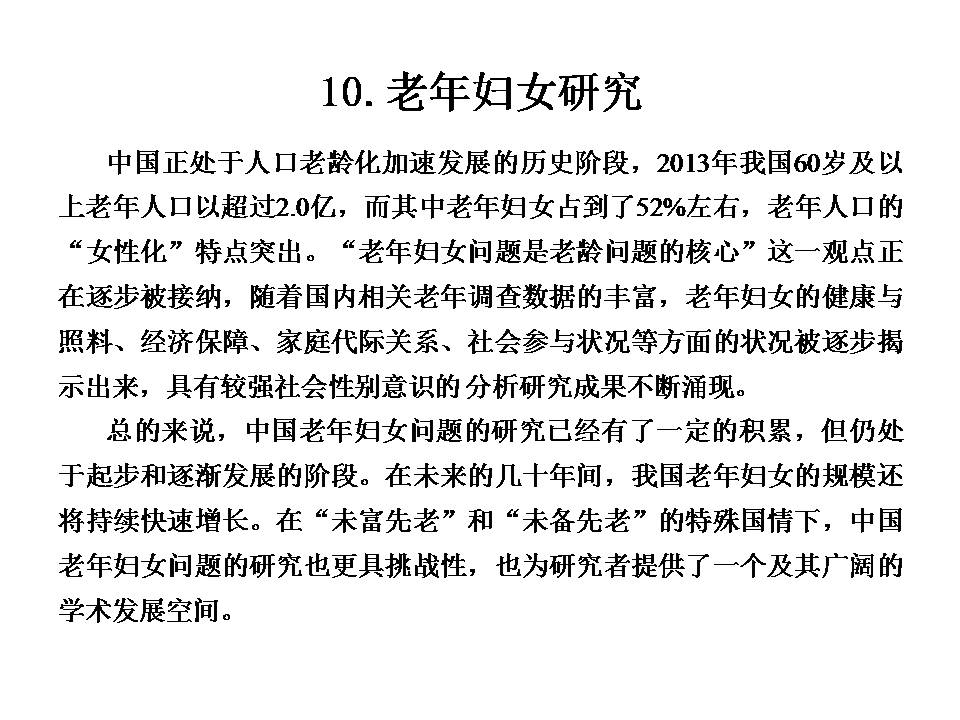 10.老年妇女研究
中国正处于人口老龄化加速发展的历史阶段，2013年我国60岁及以
上老年人口以超过2.0亿，而其中老年妇女占到了52%左右，老年人口的
“女性化”特点突出。“老年妇女问题是老龄问题的核心”这一观点正
在逐步被接纳，随着国内相关老年调查数据的丰富，老年妇女的健康与
照料、经济保障、家庭代际关系、社会参与状况等方面的状况被逐步揭
示出来，具有较强社会性别意识的 分析研究成果不断涌现。
总的来说，中国老年妇女问题的研究已经有了一定的积累，但仍处
于起步和逐渐发展的阶段。在未来的几十年间，我国老年妇女的规模还
将持续快速增长。在“未富先老”和“未备先老”的特殊国情下，中国
老年妇女问题的研究也更具挑战性，也为研究者提供了一个及其广阔的
学术发展空间。